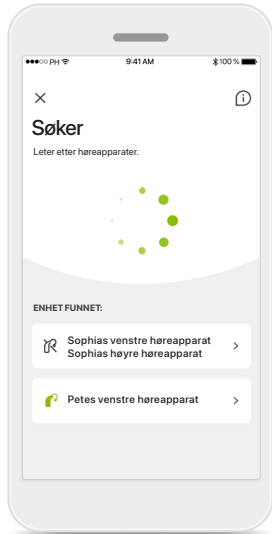 PH 9:41 AM 100 %
Søker
Leter etter høreapparater.
ENHET FUNNET:
Sophias venstre høreapparat
Sophias høyre høreapparat
Petes venstre høreapparat